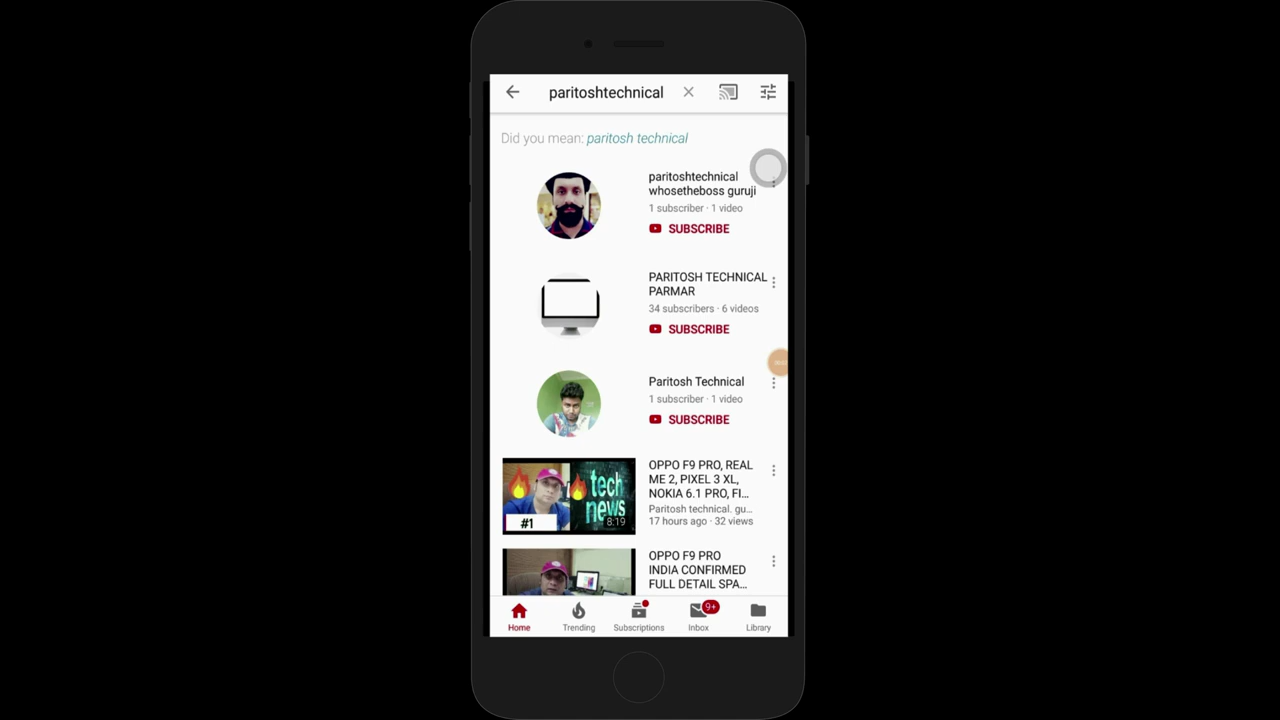 paritoshtechnical
Did you mean: paritosh technical
paritoshtechnical
whosetheboss guruji
1 subscriber · 1 video
SUBSCRIBE
PARITOSH TECHNICAL
PARMAR
34 subscribers · 6 videos
SUBSCRIBE
Paritosh Technical
1 subscriber · 1 video
SUBSCRIBE
tech
news
#1
8:19
OPPO F9 PRO, REAL
ME 2, PIXEL 3 XL,
NOKIA 6.1 PRO, FI...
Paritosh technical. gu...
17 hours ago · 32 views
OPPO F9 PRO
INDIA CONFIRMED
FULL DETAIL SPA...
9+
Home Trending Subscriptions Inbox Library